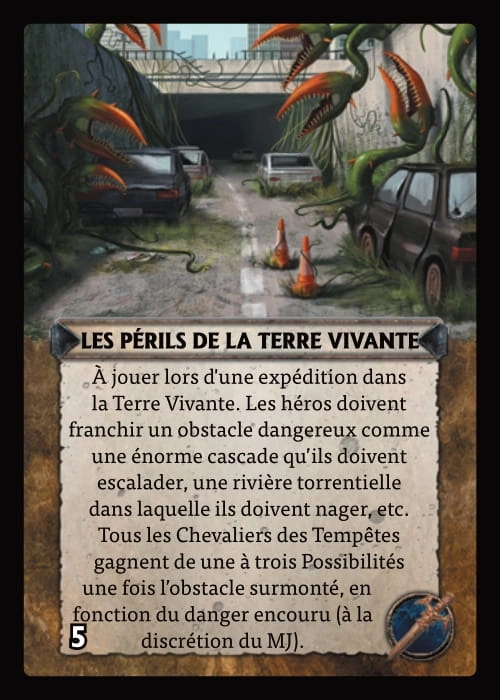 LES PÉRILS DE LA TERRE VIVANTE
À jouer lors d'une expédition dans
la Terre Vivante. Les héros doivent
franchir un obstacle dangereux comme
une énorme cascade qu'ils doivent
escalader, une rivière torrentielle
dans laquelle ils doivent nager, etc.
Tous les Chevaliers des Tempêtes
gagnent de une à trois Possibilités
une fois l'obstacle surmonté, en
fonction du danger encouru (à la
discrétion du MJ).
5